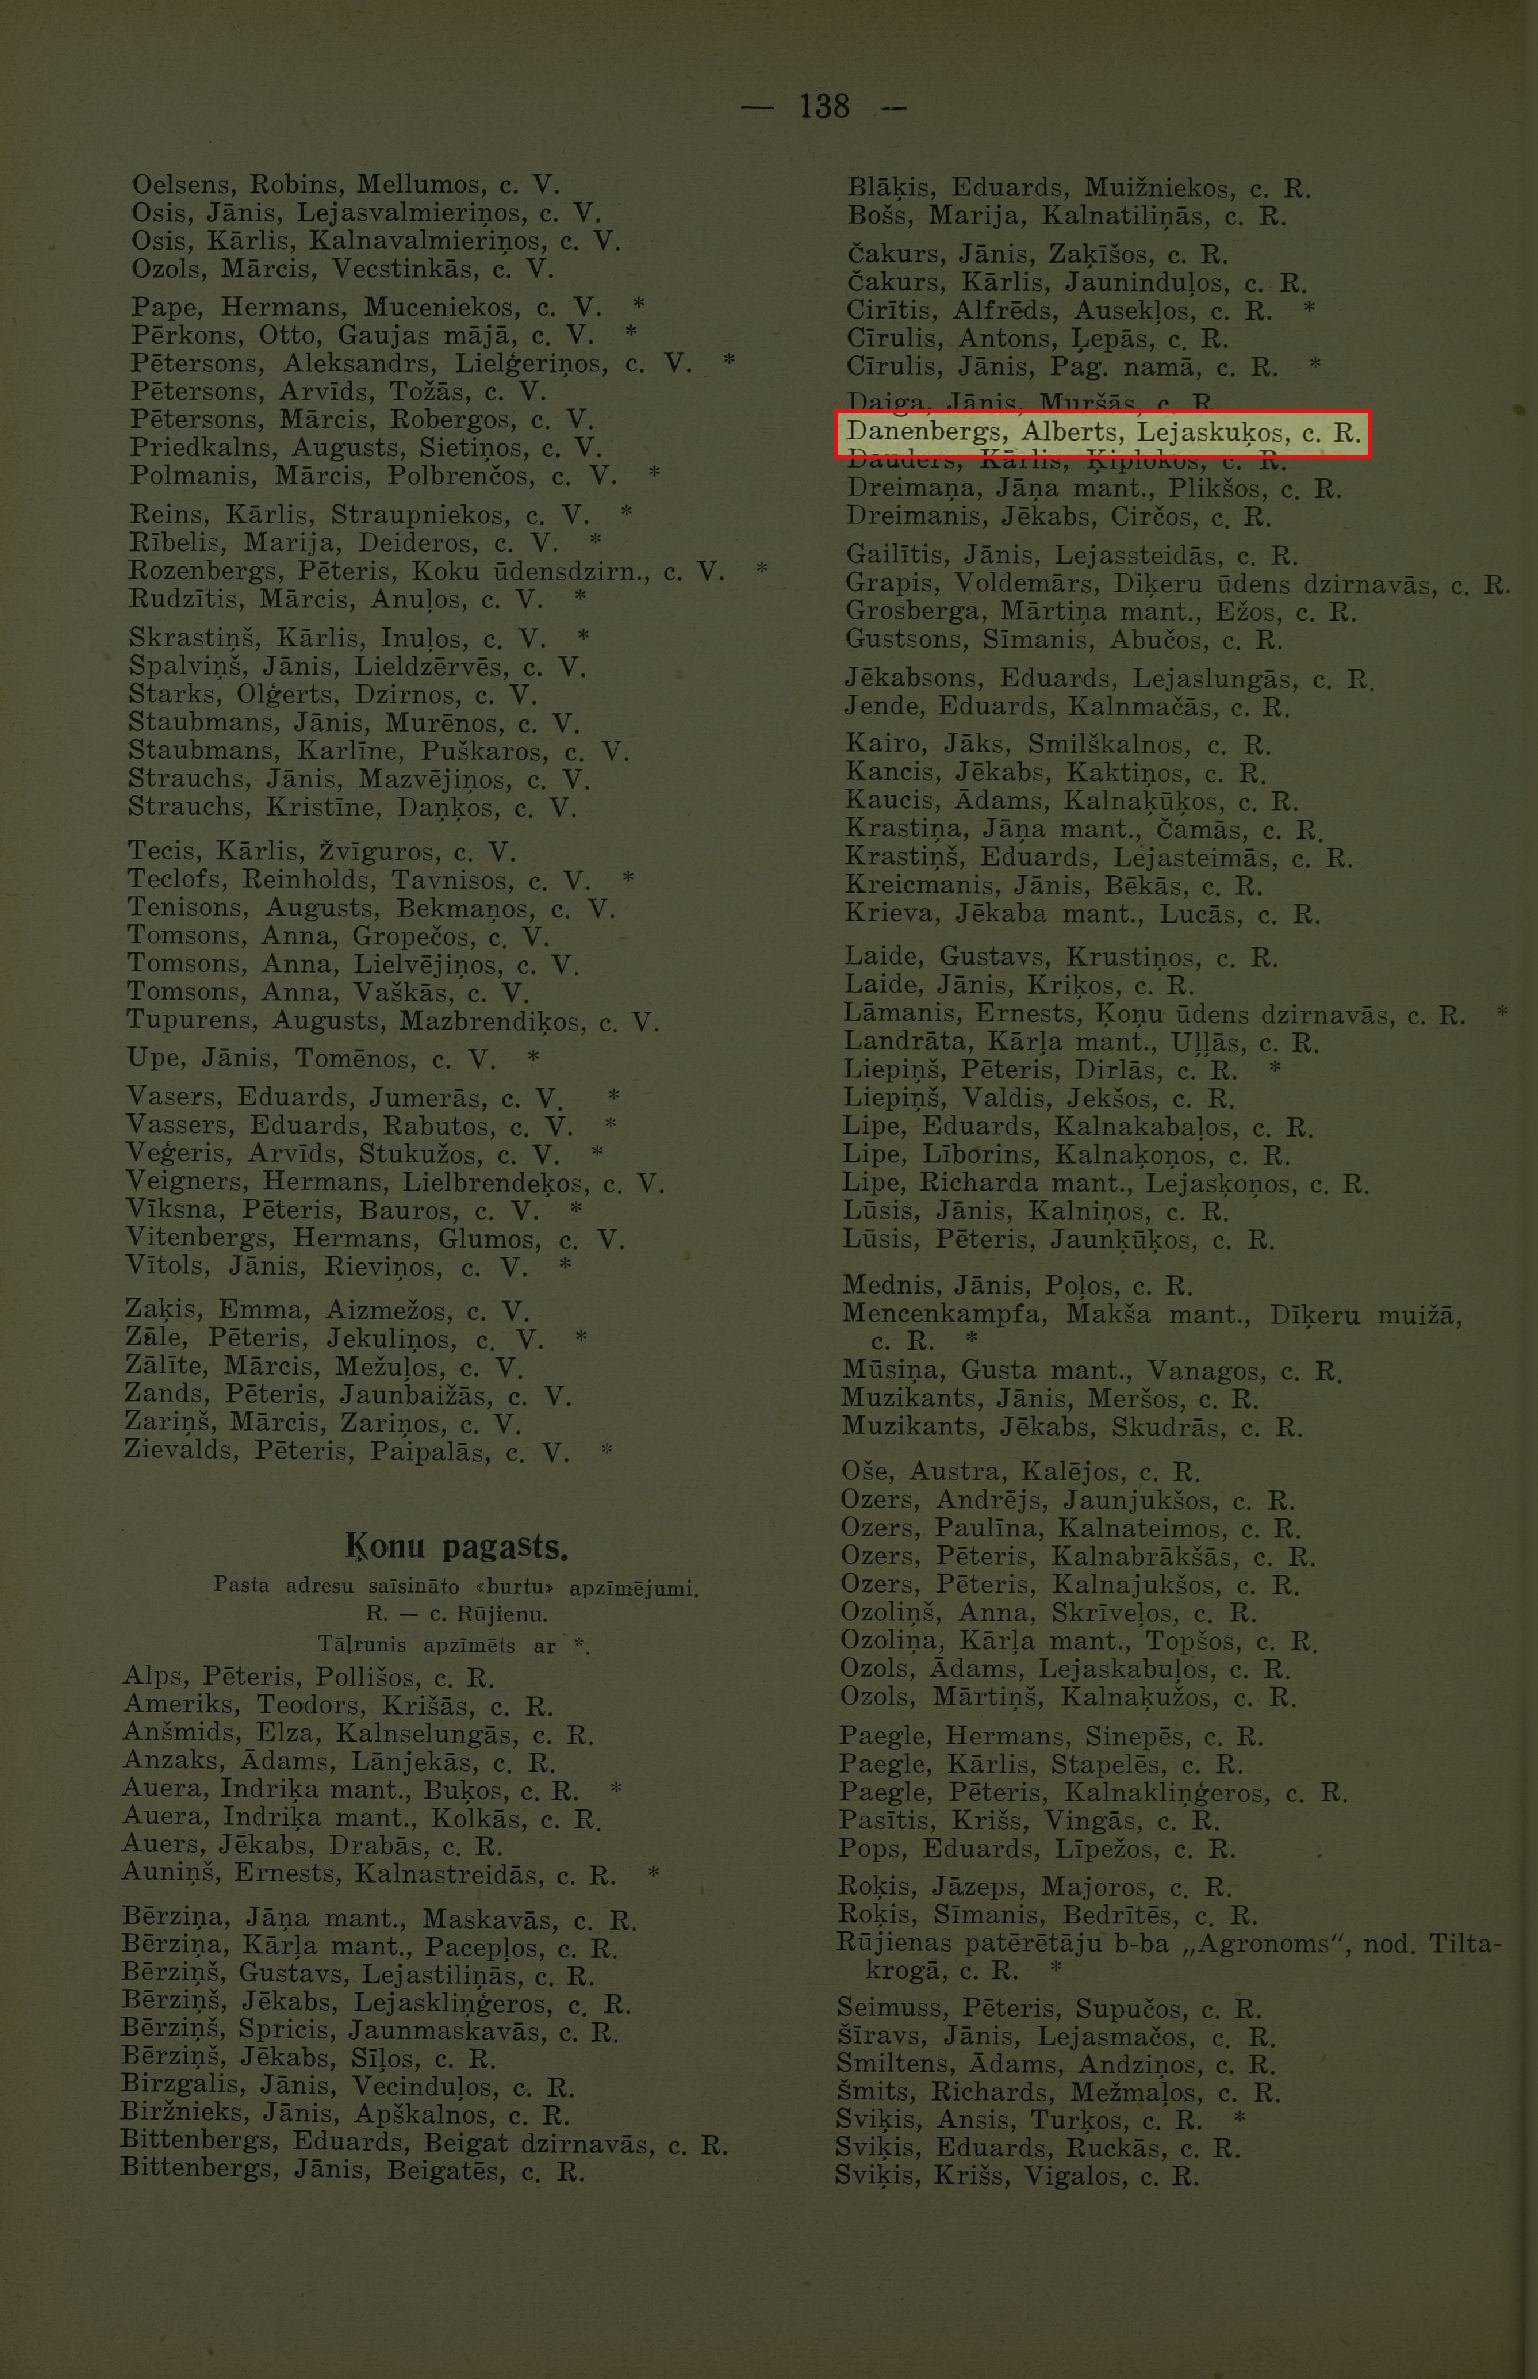 — 138 —
Oelsens, Robins, Mellumos, c. V.
Osis, Jānis, Lejasvalmieriņos, c. V.
Osis, Kārlis, Kalnavalmieriņos, c. V.
Ozols, Mārcis, Vecstinkās, c. V.
Pape, Hermans, Muceniekos, c. V. *
Pērkons, Otto, Gaujas mājā, c. V. *
Pētersons, Aleksandrs, Lielģeriņos, c. V. *
Pētersons, Arvīds, Tožās, c. V.
Pētersons, Mārcis, Robergos, c. V.
Priedkalns, Augusts, Sietiņos, c. V.
Polmanis, Mārcis, Polbrenčos, c. V. *
Reins, Kārlis, Straupniekos, c. V. *
Rībelis, Marija, Deideros, c. V. *
Rozenbergs, Pēteris, Koku ūdensdzirn., c. V. *
Rudzītis, Mārcis, Anuļos, c. V. *
Skrastiņš, Kārlis, Inuļos, c. V. *
Spalviņš, Jānis, Lieldzērvēs, c. V.
Starks, Olģerts, Dzirnos, c. V.
Staubmans, Jānis, Murēnos, c. V.
Staubmans, Karlīne, Puškaros, c. V.
Strauchs, Jānis, Mazvējiņos, c. V.
Strauchs, Kristīne, Daņķos, c. V.
Tecis, Kārlis, Žvīguros, c. V.
Teclofs, Reinholds, Tavnisos, c. V. *
Tenisons, Augusts, Bekmaņos, c. V.
Tomsons, Anna, Gropečos, c. V.
Tomsons, Anna, Lielvējiņos, c. V.
Tomsons, Anna, Vaškās, c. V.
Tupurens, Augusts, Mazbrendiķos, c. V.
Upe, Jānis, Tomēnos, c. V. *
Vasers, Eduards, Jumerās, c. V. *
Vassers, Eduards, Rabutos, c. V. *
Veģeris, Arvīds, Stukužos, c. V. *
Veigners, Hermans, Lielbrendeķos, c. V.
Vīksna, Pēteris, Bauros, c. V. *
Vitenbergs, Hermans, Glumos, c. V.
Vītols, Jānis, Rieviņos, c. V. *
Zaķis, Emma, Aizmežos, c. V.
Zāle, Pēteris, Jekuliņos, c. V. *
Zālīte, Mārcis, Mežuļos, c. V.
Zands, Pēteris, Jaunbaižās, c. V.
Zariņš, Mārcis, Zariņos, c. V.
Zievalds, Pēteris, Paipalās, c. V. *
Ķonu pagasts.
Pasta adresu saīsināto «burtu» apzīmējumi.
R. — c. Rūjienu.
Tāļrunis apzīmēts ar *.
Alps, Pēteris, Pollišos, c. R.
Ameriks, Teodors, Krišās, c. R.
Anšmids, Elza, Kalnselungās, c. R.
Anzaks, Ādams, Lānjekās, c. R.
Auera, Indriķa mant., Buķos, c. R. *
Auera, Indriķa mant., Kolkās, c. R.
Auers, Jēkabs, Drabās, c. R.
Auniņš, Ernests, Kalnastreidās, c. R. *
Bērziņa, Jāņa mant., Maskavās, c. R.
Bērziņa, Kārļa mant., Pacepļos, c. R.
Bērziņš, Gustavs, Lejastiliņās, c. R.
Bērziņš, Jēkabs, Lejaskliņģeros, c. R.
Bērziņš, Spricis, Jaunmaskavās, c. R.
Bērziņš, Jēkabs, Sīļos, c. R.
Birzgalis, Jānis, Vecinduļos, c. R.
Biržnieks, Jānis, Apškalnos, c. R.
Bittenbergs, Eduards, Beigat dzirnavās, c. R.
Bittenbergs, Jānis, Beigatēs, c. R.
Blāķis, Eduards, Muižniekos, c. R.
Bošs, Marija, Kalnatiliņās, c. R.
Čakurs, Jānis, Zaķīšos, c. R.
Čakurs, Kārlis, Jauninduļos, c. R.
Cirītis, Alfrēds, Ausekļos, c. R. *
Cīrulis, Antons, Ļepās, c. R.
Cīrulis, Jānis, Pag. namā, c. R. *
Daiga, Jānis, Muršās, c. R.
Danenbergs, Alberts, Lejaskuķos, c. R.
Dauders, Kārlis, Ķiplokos, c. R.
Dreimaņa, Jāņa mant., Plikšos, c. R.
Dreimanis, Jēkabs, Cirčos, c. R.
Gailītis, Jānis, Lejassteidās, c. R.
Grapis, Voldemārs, Dīķeru ūdens dzirnavās, c. R.
Grosberga, Mārtiņa mant., Ežos, c. R.
Gustsons, Sīmanis, Abučos, c. R.
Jēkabsons, Eduards, Lejaslungās, c. R.
Jende, Eduards, Kalnmačās, c. R.
Kairo, Jāks, Smilškalnos, c. R.
Kancis, Jēkabs, Kaktiņos, c. R.
Kaucis, Ādams, Kalnaķūķos, c. R.
Krastiņa, Jāņa mant., Čamās, c. R.
Krastiņš, Eduards, Lejasteimās, c. R.
Kreicmanis, Jānis, Bēkās, c. R.
Krieva, Jēkaba mant., Lucās, c. R.
Laide, Gustavs, Krustiņos, c. R.
Laide, Jānis, Kriķos, c. R.
Lāmanis, Ernests, Ķoņu ūdens dzirnavās, c. R. *
Landrāta, Kārļa mant., Uļļās, c. R.
Liepiņš, Pēteris, Dirlās, c. R. *
Liepiņš, Valdis, Jekšos, c. R.
Lipe, Eduards, Kalnakabaļos, c. R.
Lipe, Līborins, Kalnaķoņos, c. R.
Lipe, Richarda mant., Lejasķoņos, c. R.
Lūsis, Jānis, Kalniņos, c. R.
Lūsis, Pēteris, Jaunķūķos, c. R.
Mednis, Jānis, Poļos, c. R.
Mencenkampfa, Makša mant., Dīķeru muižā,
c. R. *
Mūsiņa, Gusta mant., Vanagos, c. R.
Muzikants, Jānis, Meršos, c. R.
Muzikants, Jēkabs, Skudrās, c. R.
Oše, Austra, Kalējos, c. R.
Ozers, Andrējs, Jaunjukšos, c. R.
Ozers, Paulīna, Kalnateimos, c. R.
Ozers, Pēteris, Kalnabrākšās, c. R.
Ozers, Pēteris, Kalnajukšos, c. R.
Ozoliņš, Anna, Skrīveļos, c. R.
Ozoliņa, Kārļa mant., Topšos, c. R.
Ozols, Ādams, Lejaskabuļos, c. R.
Ozols, Mārtiņš, Kalnaķužos, c. R.
Paegle, Hermans, Sinepēs, c. R.
Paegle, Kārlis, Stapelēs, c. R.
Paegle, Pēteris, Kalnakliņģeros, c. R.
Pasītis, Krišs, Vingās, c. R.
Pops, Eduards, Līpežos, c. R.
Roķis, Jāzeps, Majoros, c. R.
Roķis, Sīmanis, Bedrītēs, c. R.
Rūjienas patērētāju b-ba „Agronoms“, nod. Tilta-
krogā, c. R. *
Seimuss, Pēteris, Supučos, c. R.
Šīravs, Jānis, Lejasmačos, c. R.
Smiltens, Ādams, Andziņos, c. R.
Šmits, Richards, Mežmaļos, c. R.
Sviķis, Ansis, Turķos, c. R. *
Sviķis, Eduards, Ruckās, c. R.
Sviķis, Krišs, Vigalos, c. R.